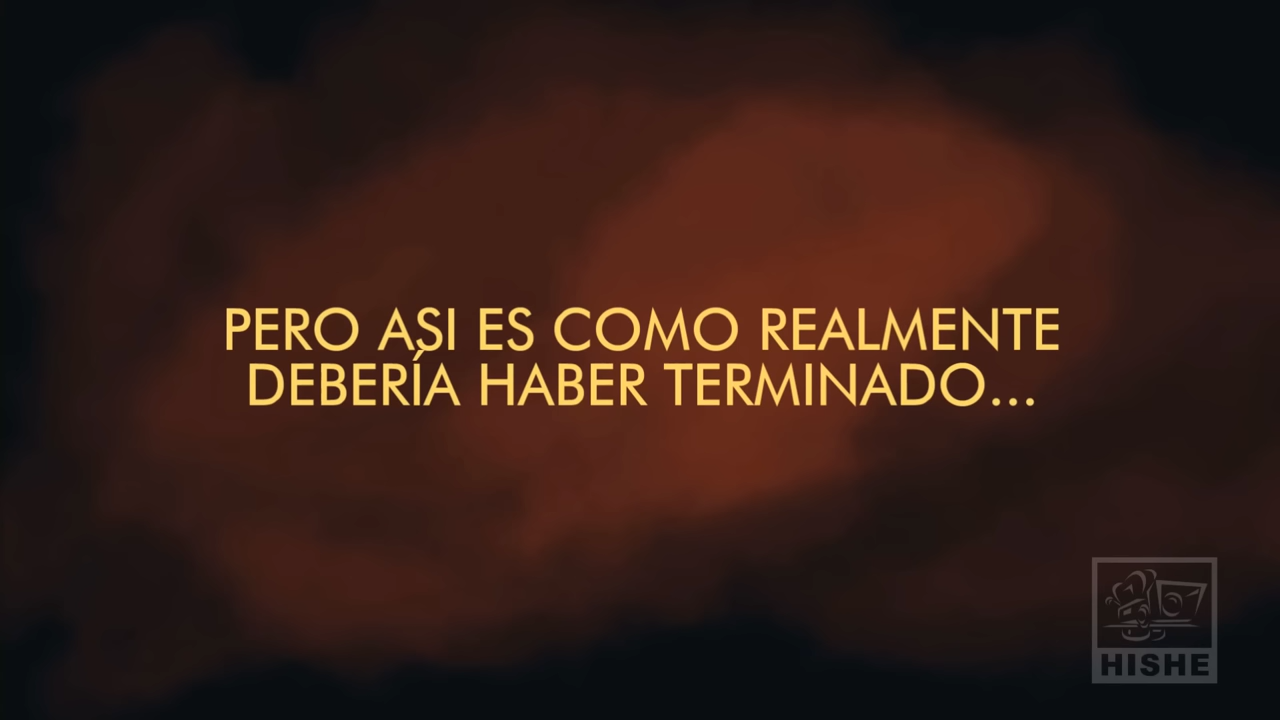 PERO ASI ES COMO REALMENTE
DEBERÍA HABER TERMINADO...
HISHE